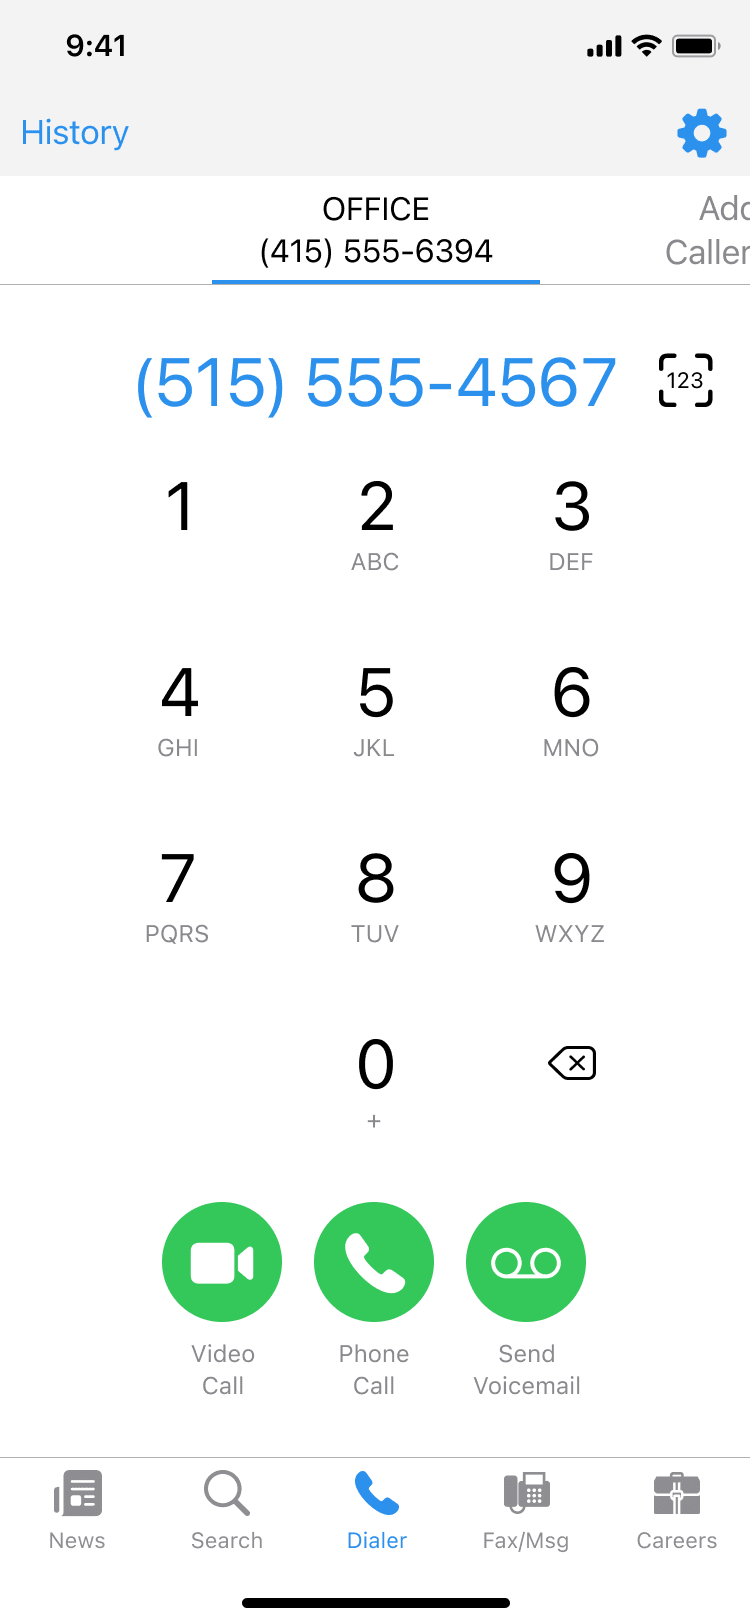 9:41
History
OFFICE
(415) 555-6394
Add
Caller
(515) 555-4567
123
1
2
3
ABC
DEF
4
5
6
GHI
JKL
MNO
7
8
9
PQRS
TUV
WXYZ
0
+
Video
Call
Phone
Call
Send
Voicemail
News
Search
Dialer
Fax/Msg
Careers